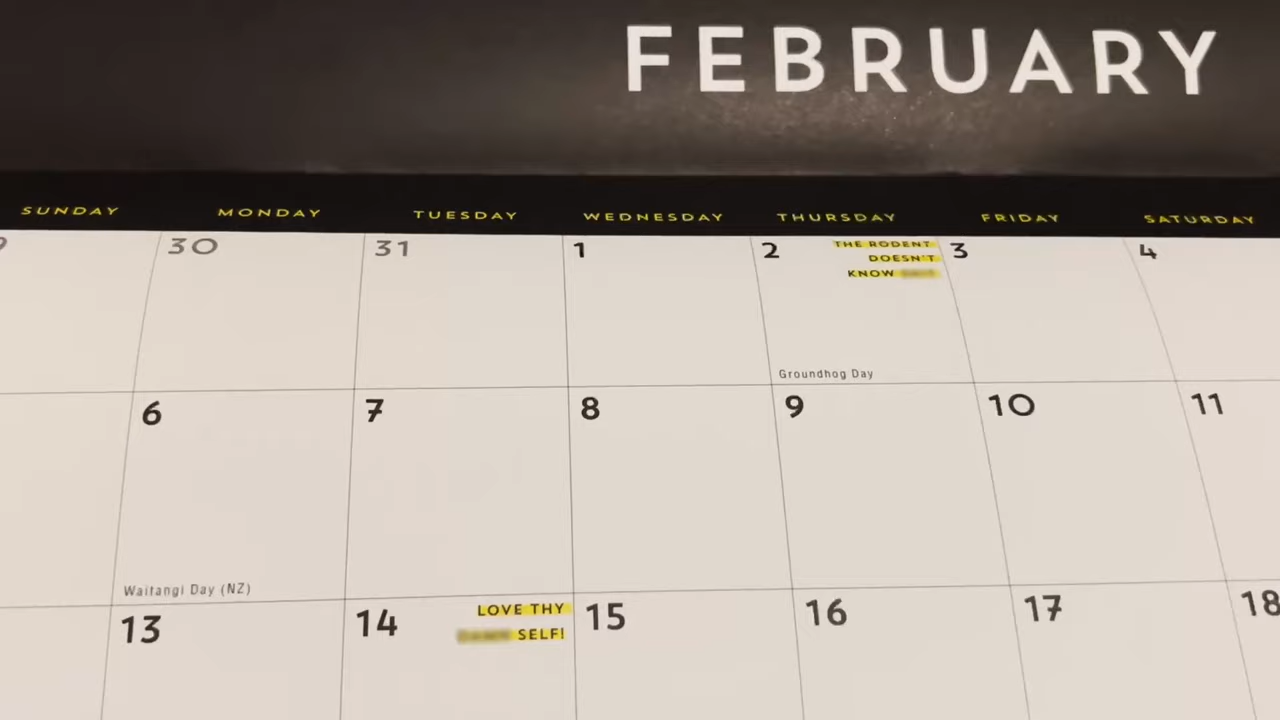 FEBRUARY
SUNDAY MONDAY TUESDAY WEDNESDAY THURSDAY FRIDAY SATURDAY
30 31 1 2 3 4
THE RODENT
DOESN'T
KNOW
Groundhog Day
6 7 8 9 10 11
Waitangi Day (NZ)
13 14 15 16 17 18
LOVE THY
SELF!